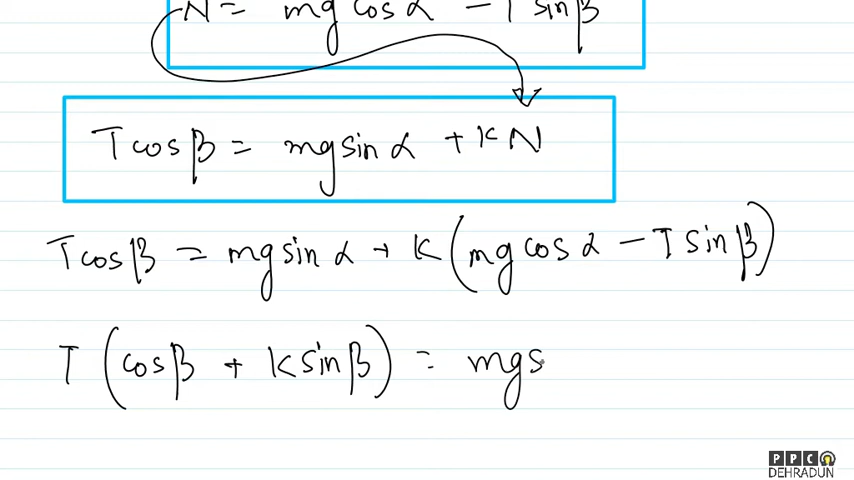 N = mg cos α - T sin β
T cos β = mg sin α + K N
T cos β = mg sin α + K (mg cos α - T sin β)
T (cos β + K sin β) = mgs
PPC
DEHRADUN